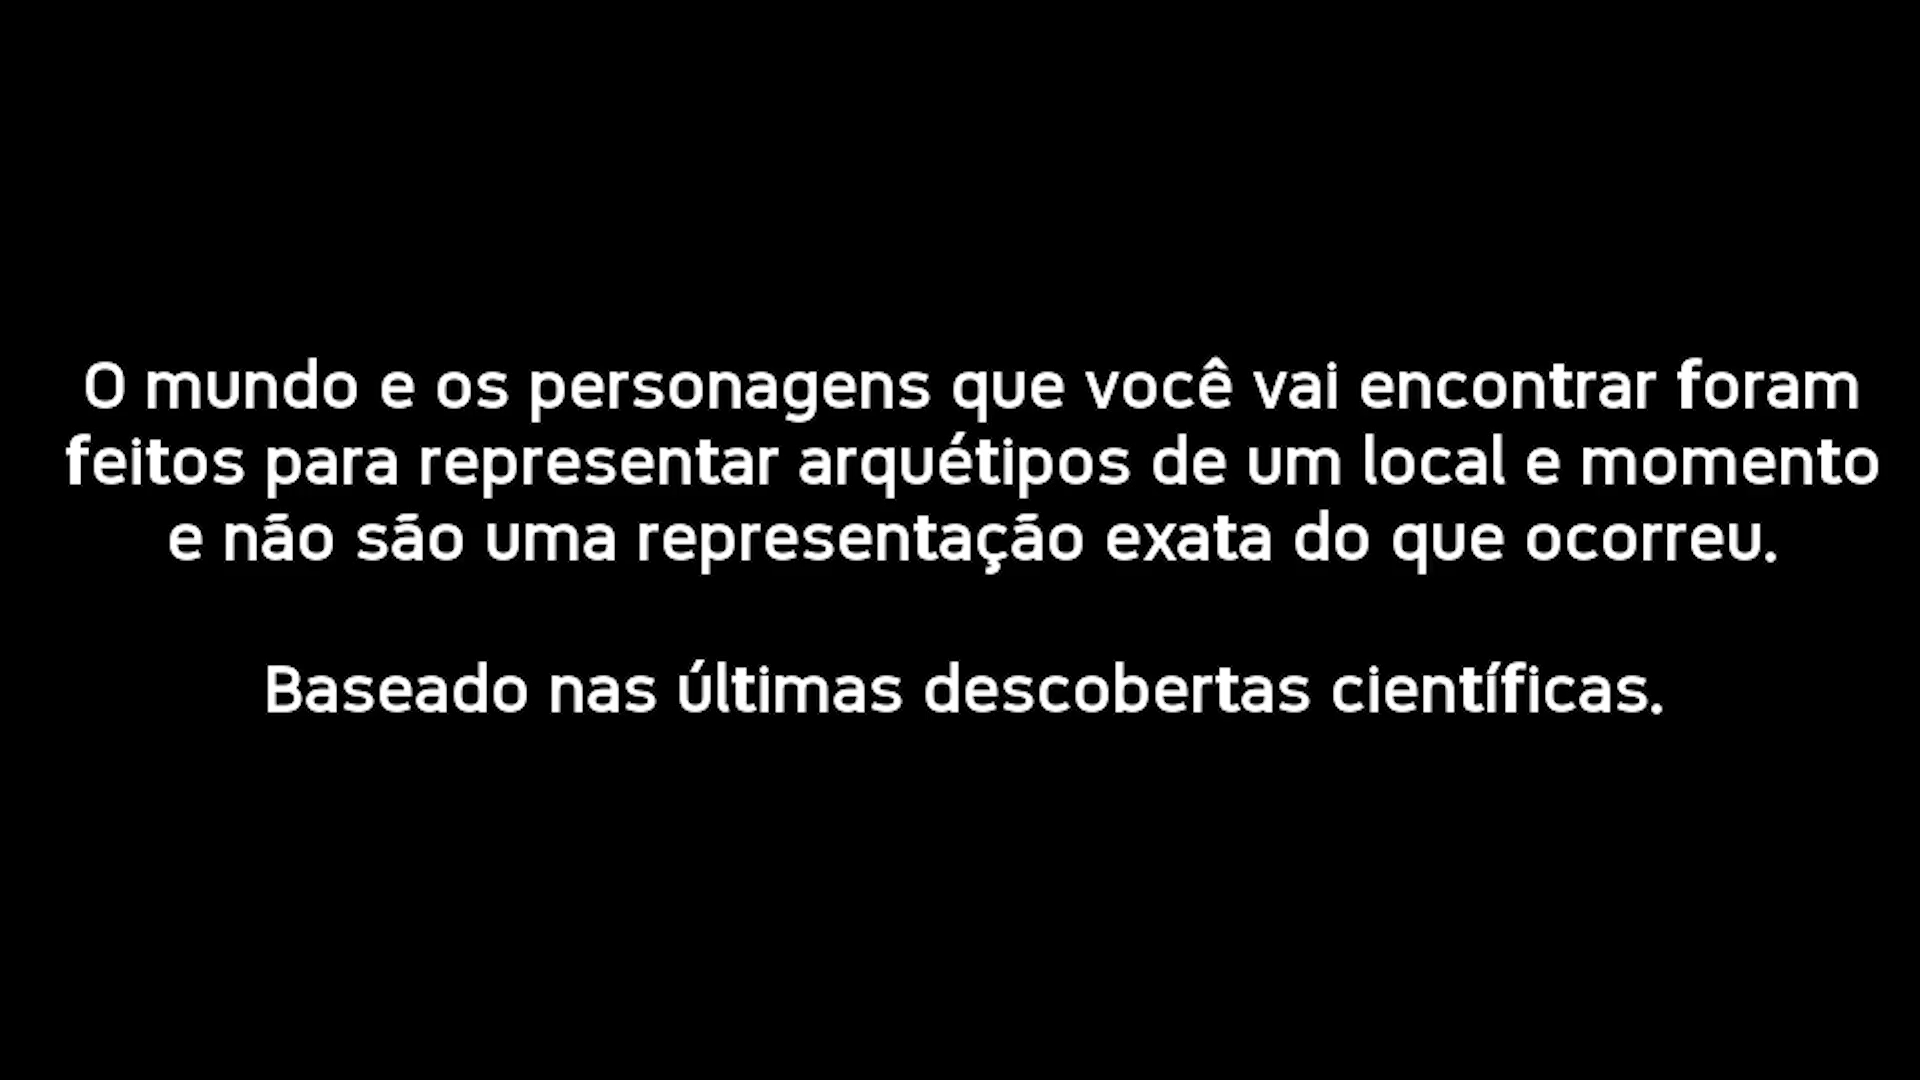 O mundo e os personagens que você vai encontrar foram
feitos para representar arquétipos de um local e momento
e não são uma representação exata do que ocorreu.
Baseado nas últimas descobertas científicas.